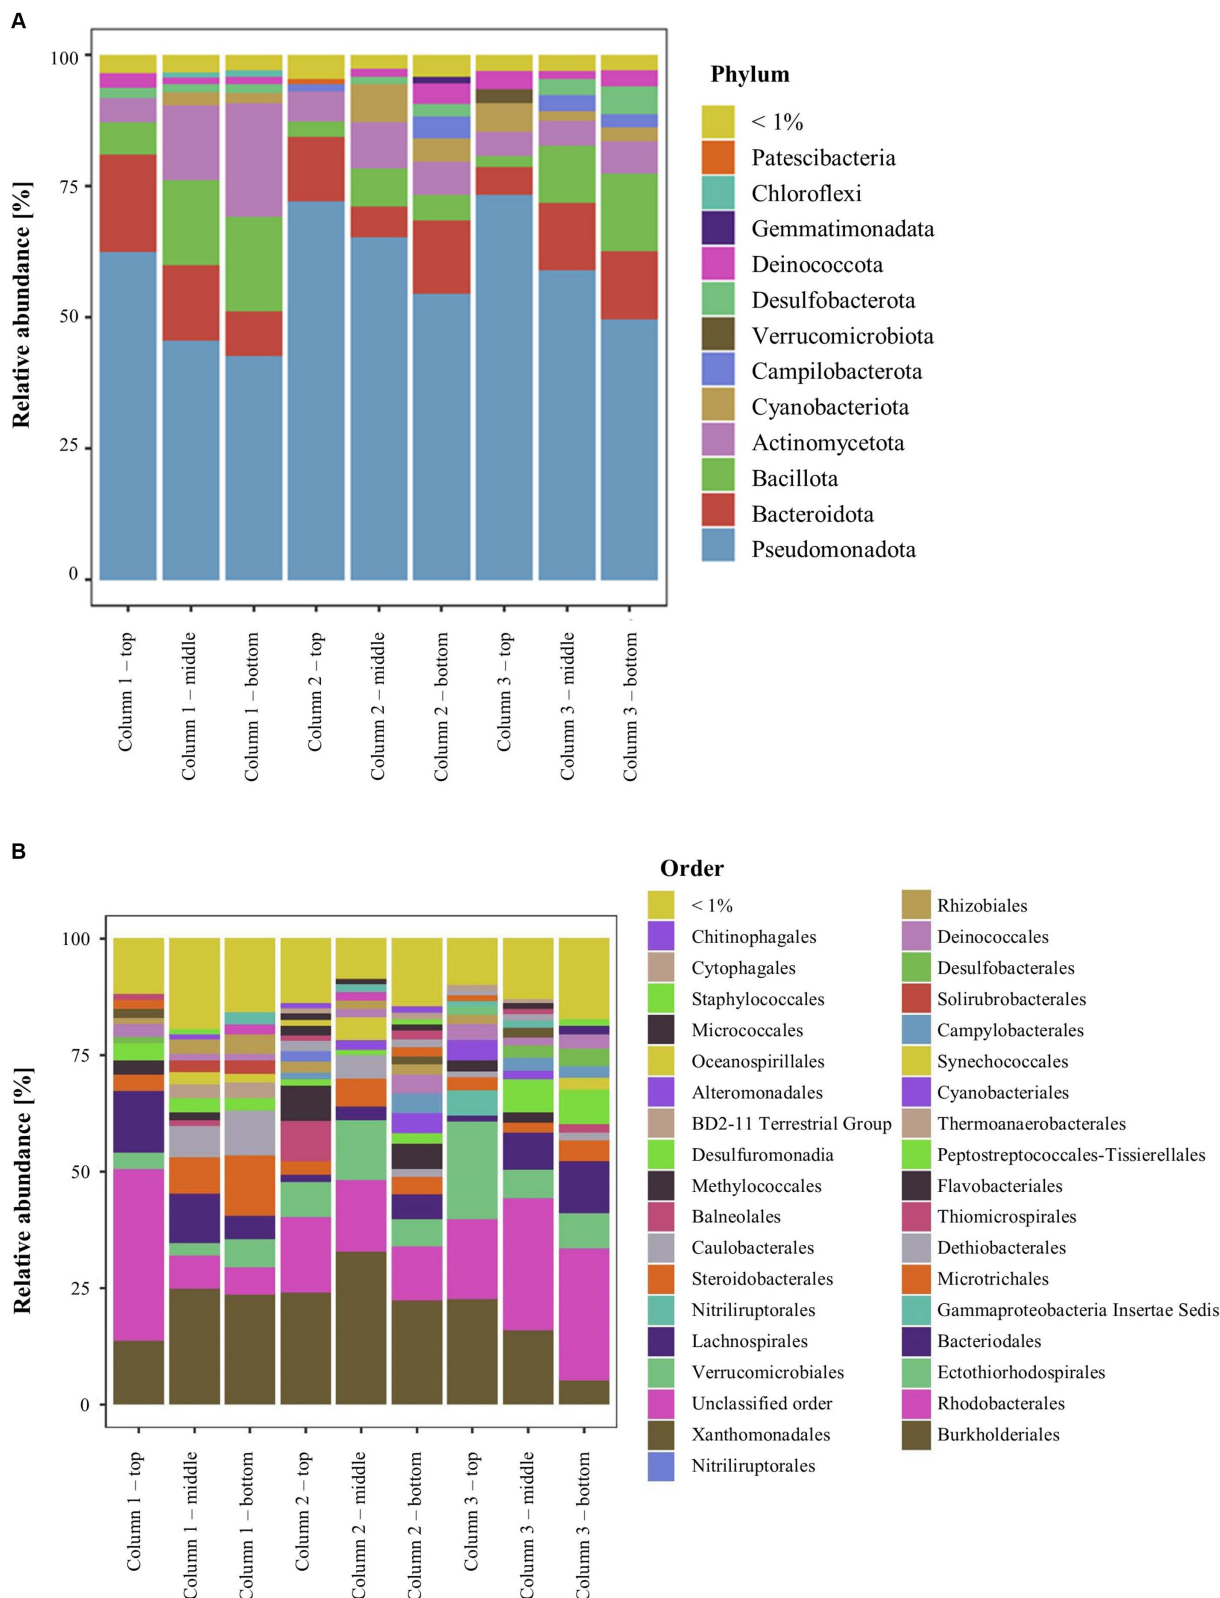 A
Relative abundance [%]
100
75
50
25
0
Column 1 – top
Column 1 – middle
Column 1 – bottom
Column 2 – top
Column 2 – middle
Column 2 – bottom
Column 3 – top
Column 3 – middle
Column 3 – bottom
Phylum
< 1%
Patescibacteria
Chloroflexi
Gemmatimonadata
Deinococcota
Desulfobacterota
Verrucomicrobiota
Campilobacterota
Cyanobacteriota
Actinomycetota
Bacillota
Bacteroidota
Pseudomonadota
B
Relative abundance [%]
100
75
50
25
0
Column 1 – top
Column 1 – middle
Column 1 – bottom
Column 2 – top
Column 2 – middle
Column 2 – bottom
Column 3 – top
Column 3 – middle
Column 3 – bottom
Order
< 1%
Chitinophagales
Cytophagales
Staphylococcales
Micrococcales
Oceanospirillales
Alteromonadales
BD2-11 Terrestrial Group
Desulfuromonadia
Methylococcales
Balneolales
Caulobacterales
Steroidobacterales
Nitriliruptorales
Lachnospirales
Verrucomicrobiales
Unclassified order
Xanthomonadales
Nitriliruptorales
Rhizobiales
Deinococcales
Desulfobacterales
Solirubrobacterales
Campylobacterales
Synechococcales
Cyanobacteriales
Thermoanaerobacterales
Peptostreptococcales-Tissierellales
Flavobacteriales
Thiomicrospirales
Dethiobacterales
Microtrichales
Gammaproteobacteria Insertae Sedis
Bacteriodales
Ectothiorhodospirales
Rhodobacterales
Burkholderiales